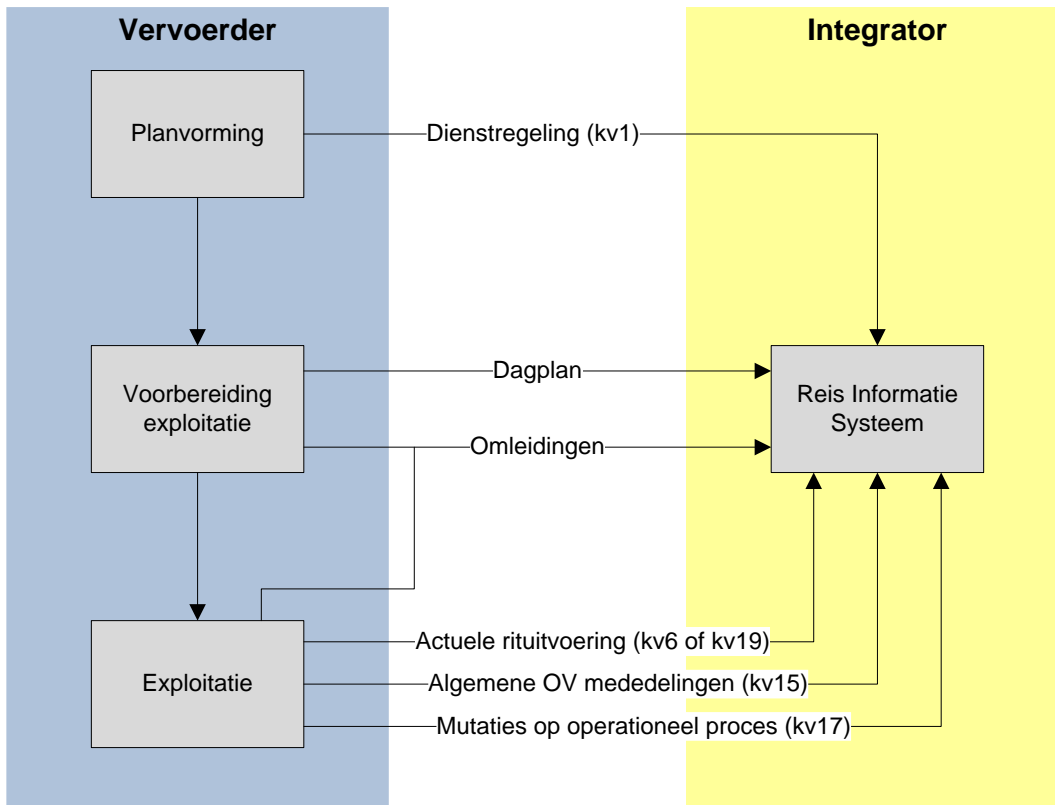 Vervoerder
Integrator
Planvorming
Dienstregeling (kv1)
Voorbereiding
exploitatie
Dagplan
Omleidingen
Reis Informatie
Systeem
Exploitatie
Actuele rituitvoering (kv6 of kv19)
Algemene OV mededelingen (kv15)
Mutaties op operationeel proces (kv17)